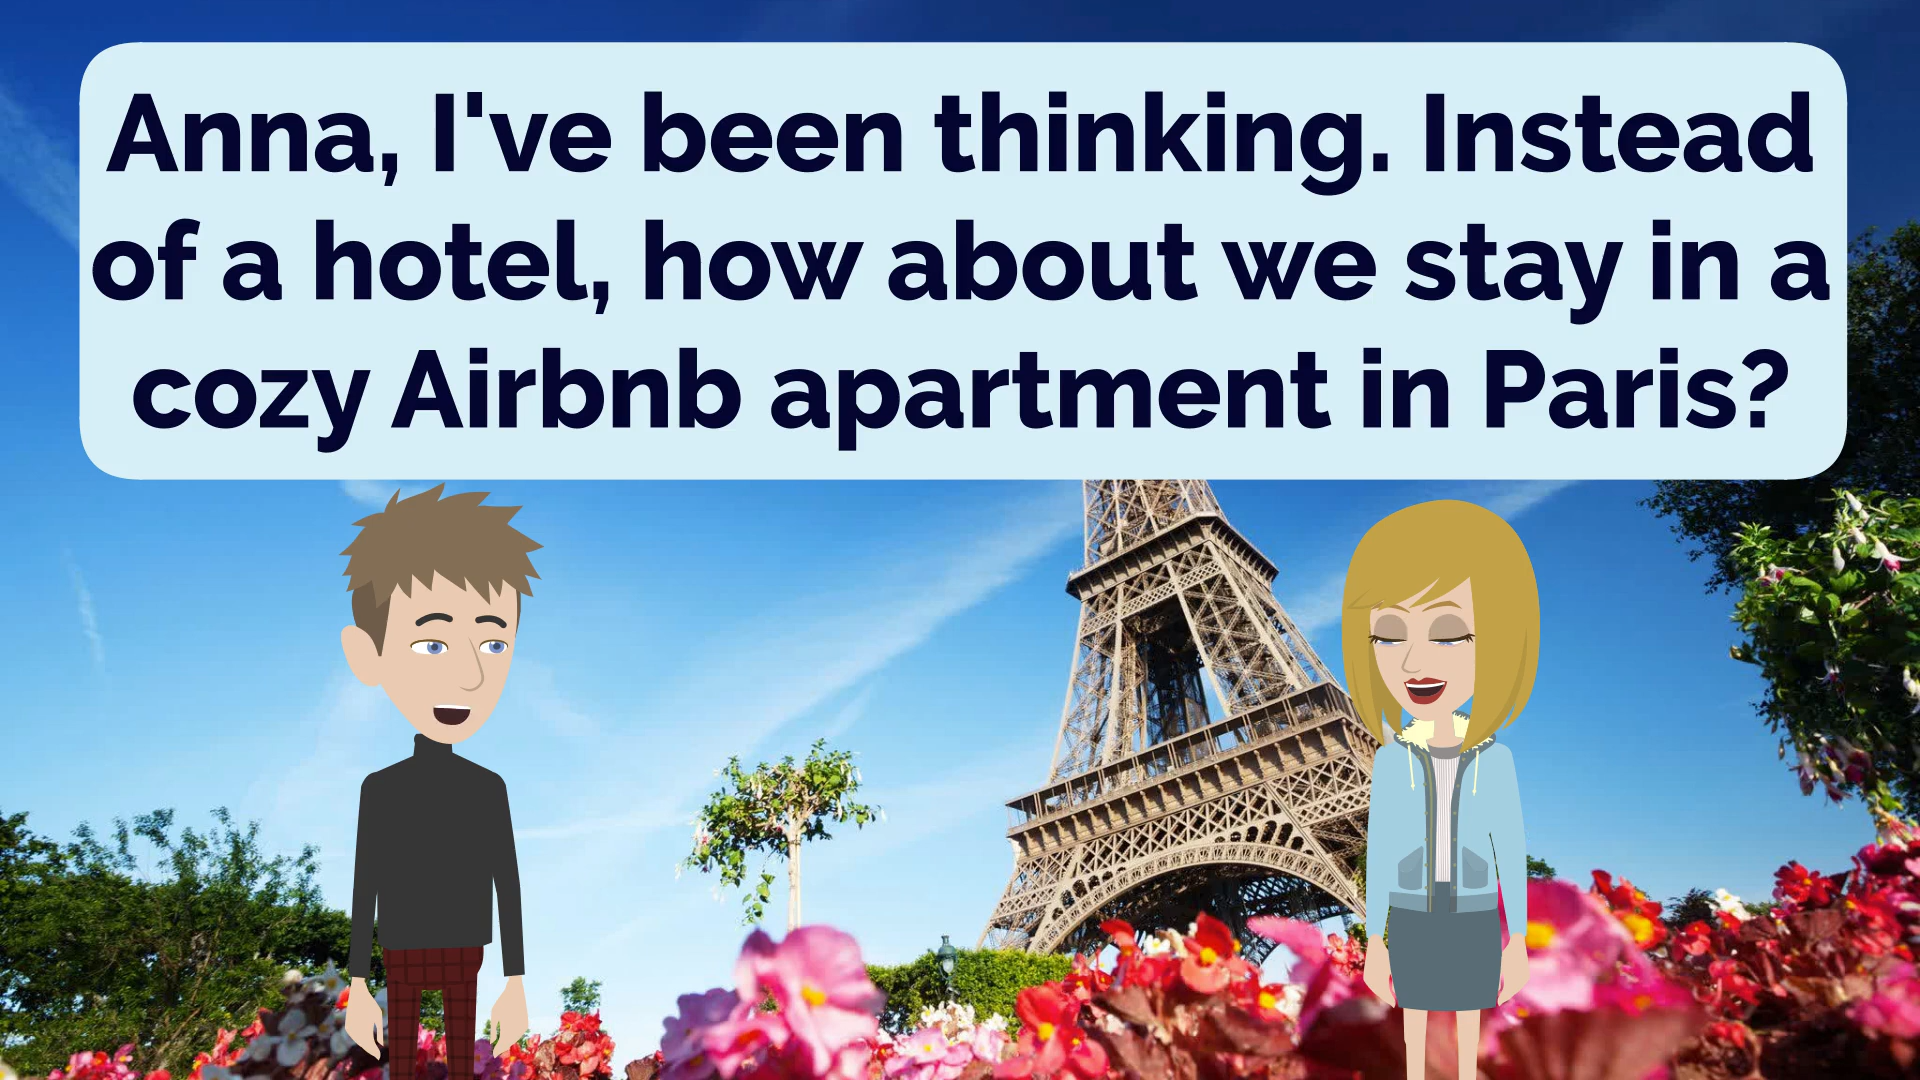 Anna, I've been thinking. Instead
of a hotel, how about we stay in a
cozy Airbnb apartment in Paris?